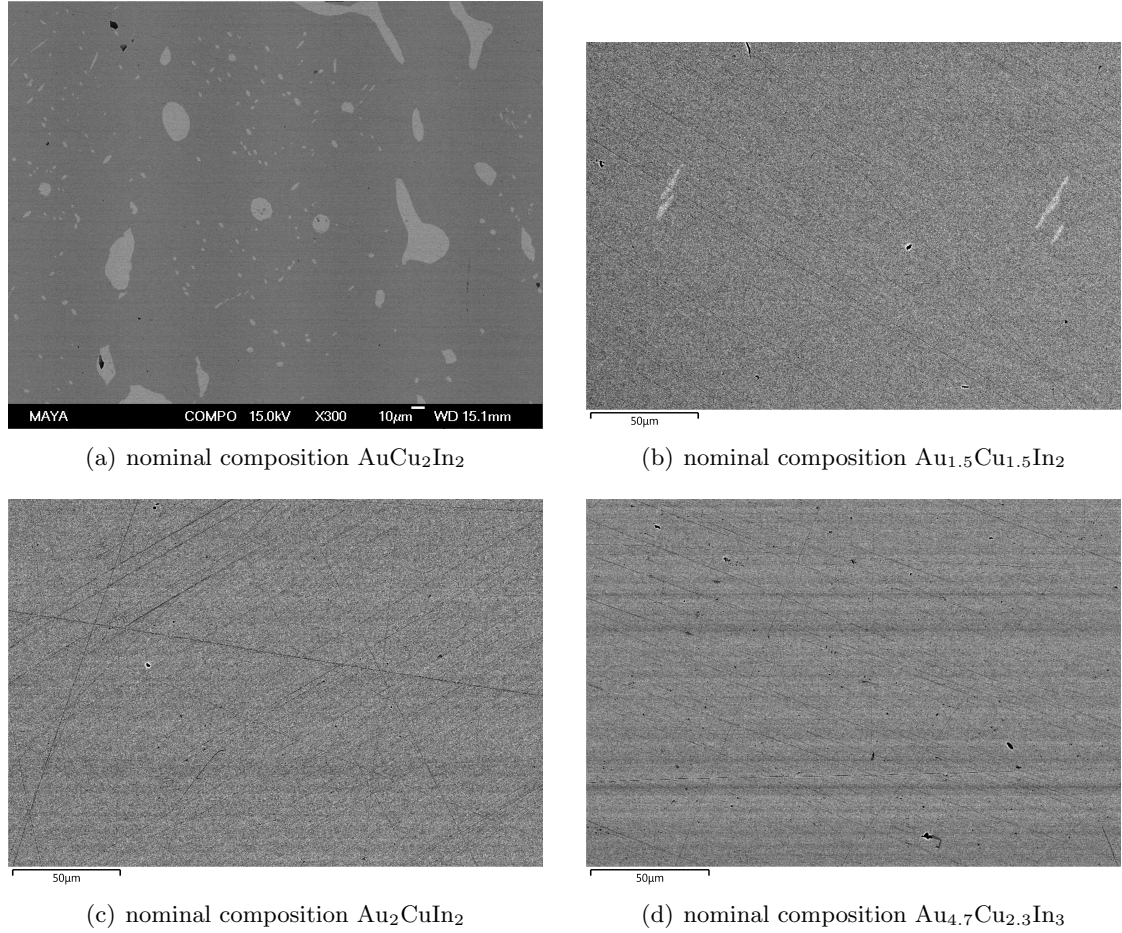 MAYA COMPO 15.0kV X300 10μm WD 15.1mm
50μm
(a) nominal composition AuCu₂In₂
(b) nominal composition Au₁.₅Cu₁.₅In₂
50μm
50μm
(c) nominal composition Au₂CuIn₂
(d) nominal composition Au₄.₇Cu₂.₃In₃